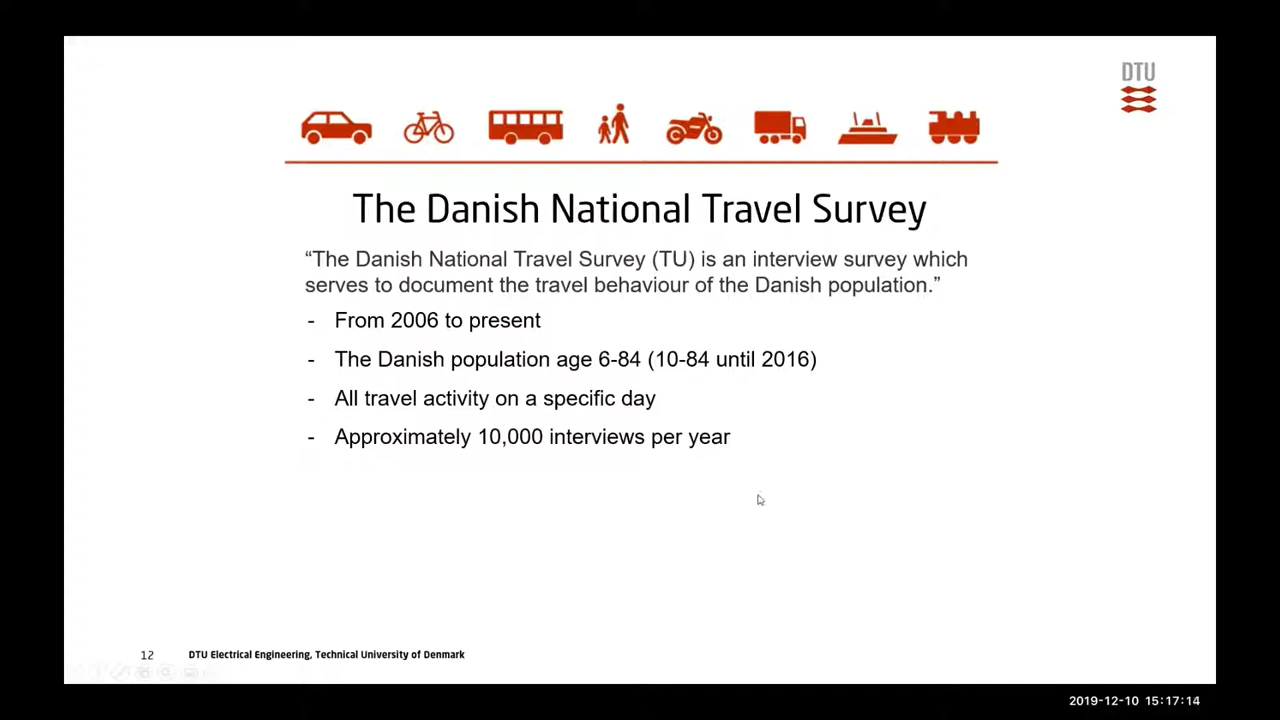 DTU
The Danish National Travel Survey
“The Danish National Travel Survey (TU) is an interview survey which
serves to document the travel behaviour of the Danish population.”
- From 2006 to present
- The Danish population age 6-84 (10-84 until 2016)
- All travel activity on a specific day
- Approximately 10,000 interviews per year
12 DTU Electrical Engineering, Technical University of Denmark
2019-12-10 15:17:14